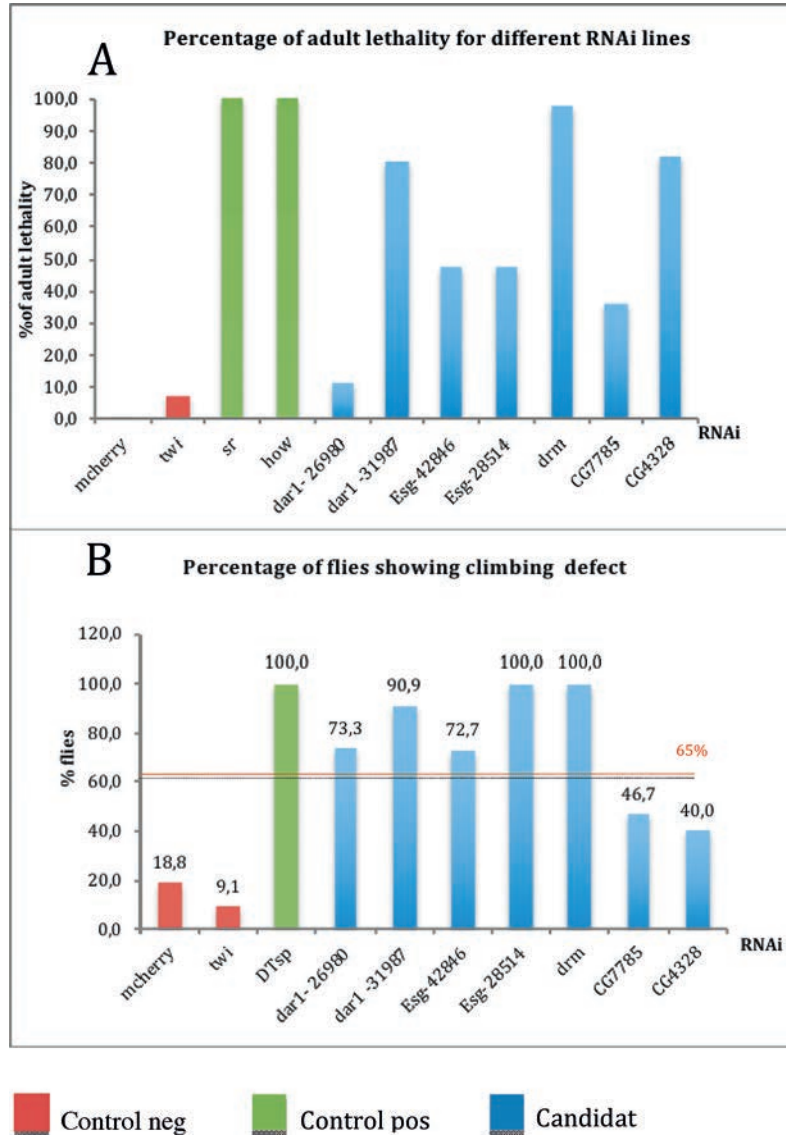 Percentage of adult lethality for different RNAi lines
A
100,0
90,0
80,0
70,0
60,0
50,0
40,0
30,0
20,0
10,0
0,0
%of adult lethality
mcherry
twi
sr
how
dar1- 26980
dar1 -31987
Esg- 42846
Esg- 28514
drm
CG7785
CG4328
RNAi
B
Percentage of flies showing climbing defect
120,0
100,0
80,0
60,0
40,0
20,0
0,0
% flies
18,8
9,1
100,0
73,3
90,9
72,7
100,0
100,0
46,7
40,0
65%
mcherry
twi
DTsp
dar1- 26980
dar1 -31987
Esg- 42846
Esg- 28514
drm
CG7785
CG4328
RNAi
Control neg
Control pos
Candidat